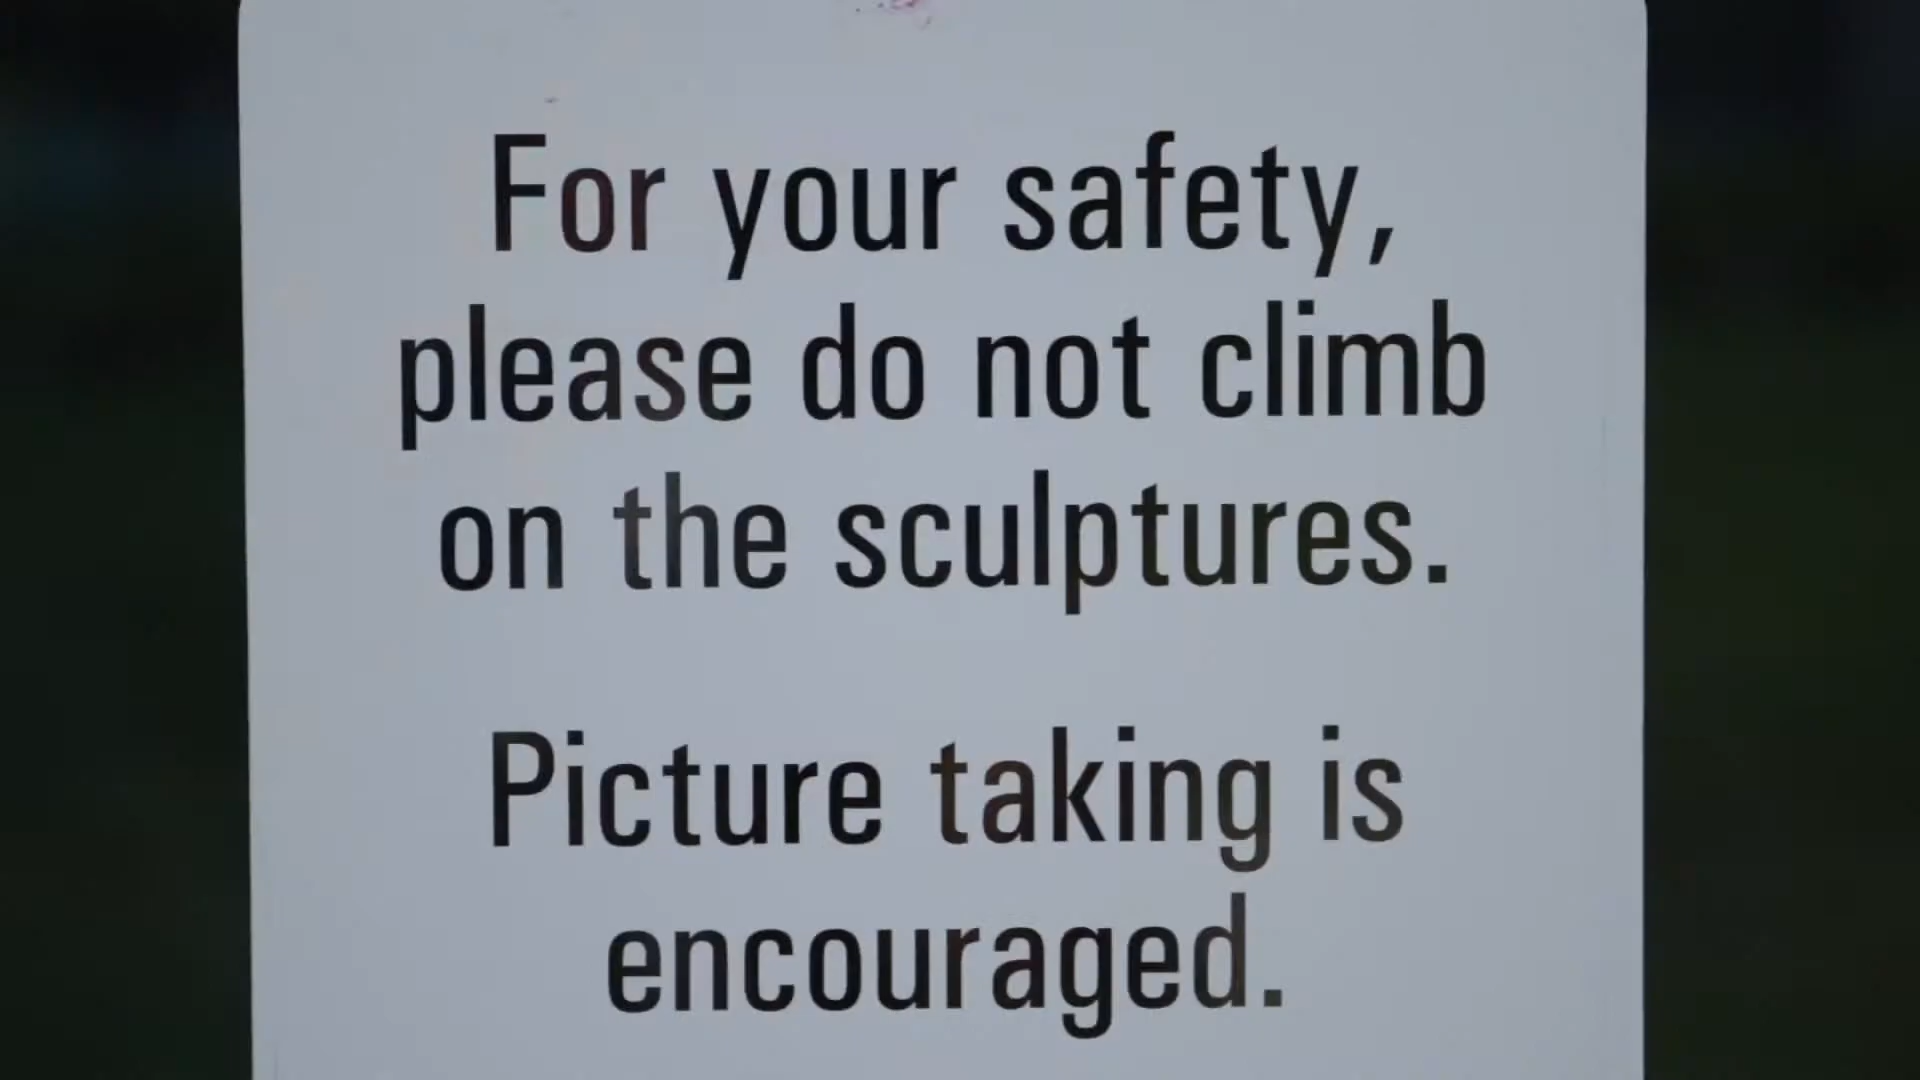 For your safety,
please do not climb
on the sculptures.
Picture taking is
encouraged.